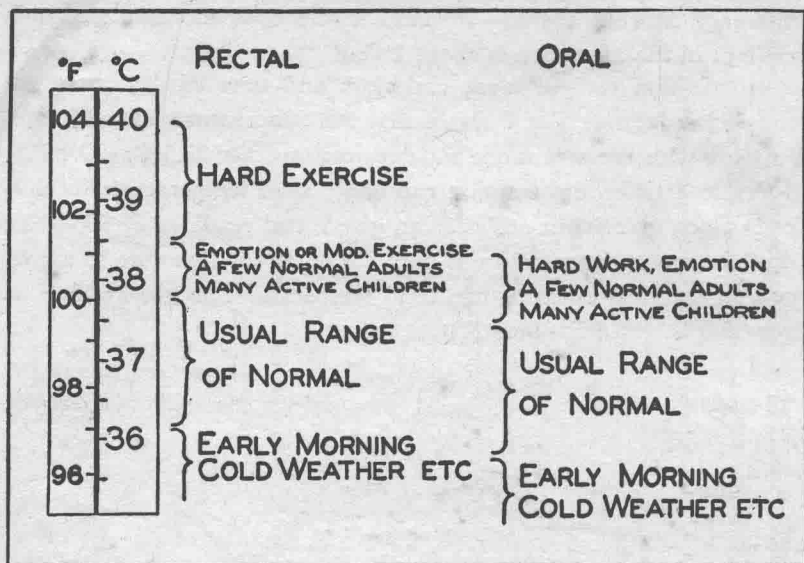 °F °C RECTAL ORAL
104 40
HARD EXERCISE
39
102
EMOTION OR MOD. EXERCISE
A FEW NORMAL ADULTS
MANY ACTIVE CHILDREN
38
100
HARD WORK, EMOTION
A FEW NORMAL ADULTS
MANY ACTIVE CHILDREN
USUAL RANGE
OF NORMAL
37
98
USUAL RANGE
OF NORMAL
36
96
EARLY MORNING
COLD WEATHER ETC
EARLY MORNING
COLD WEATHER ETC